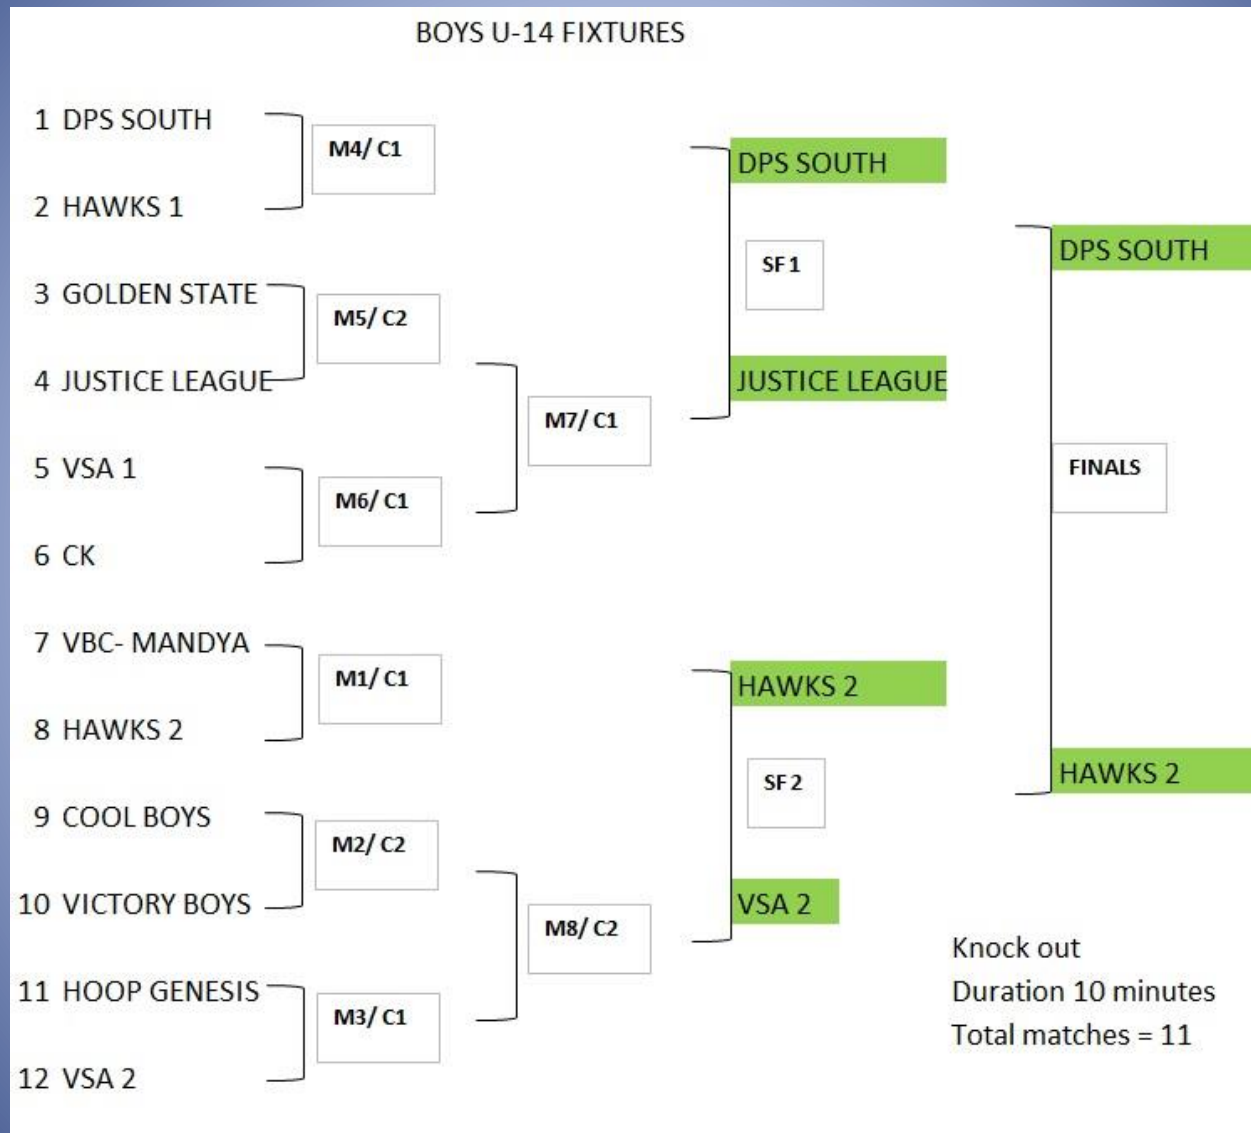 BOYS U-14 FIXTURES
1 DPS SOUTH
M4/ C1
2 HAWKS 1
3 GOLDEN STATE
M5/ C2
4 JUSTICE LEAGUE
5 VSA 1
M6/ C1
6 CK
M7/ C1
7 VBC- MANDYA
M1/ C1
8 HAWKS 2
9 COOL BOYS
M2/ C2
10 VICTORY BOYS
11 HOOP GENESIS
M3/ C1
12 VSA 2
M8/ C2
DPS SOUTH
SF 1
JUSTICE LEAGUE
HAWKS 2
SF 2
VSA 2
DPS SOUTH
FINALS
HAWKS 2
Knock out
Duration 10 minutes
Total matches = 11